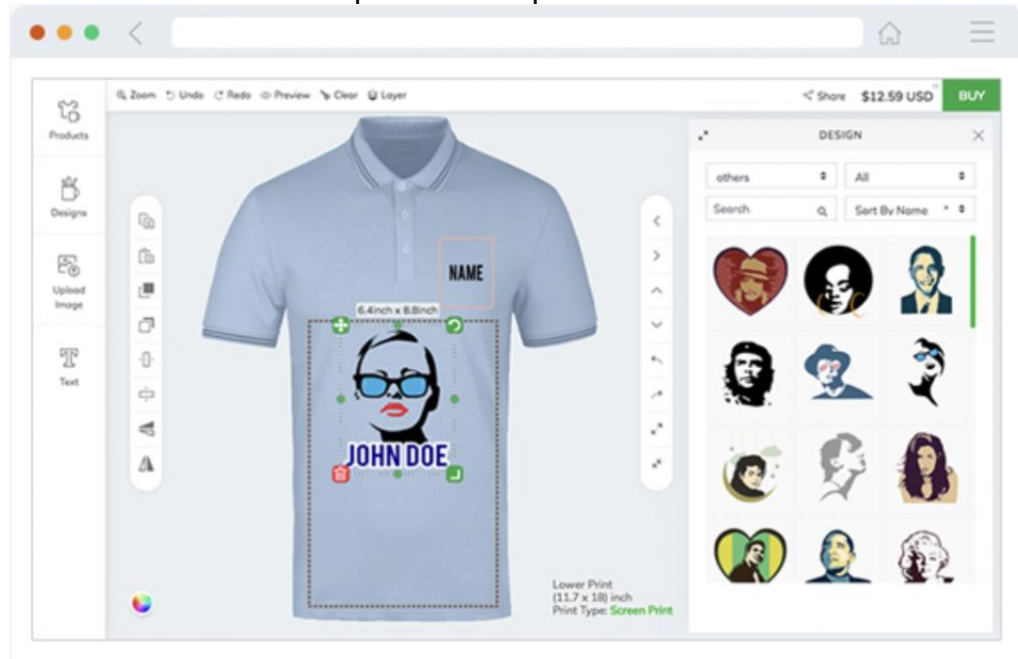 Zoom Undo Redo Preview Clear Layer
Share $12.59 USD BUY
Products
Designs
Upload
Image
Text
NAME
6.4inch x 8.8inch
JOHN DOE
Lower Print
(11.7 x 18) inch
Print Type: Screen Print
DESIGN
others All
Search Sort By Name